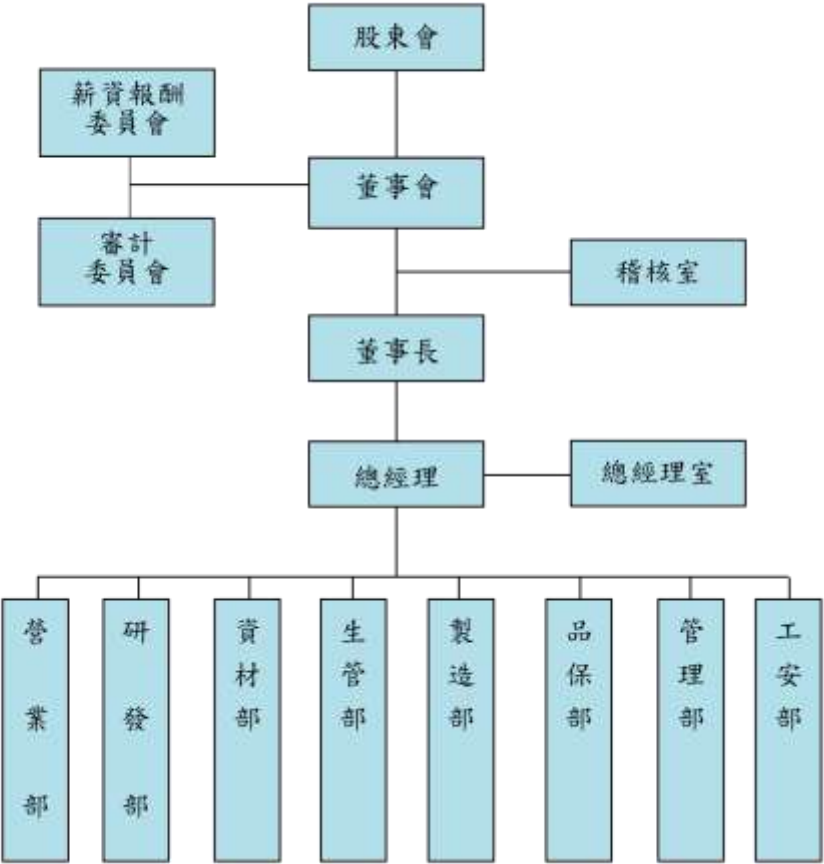 股東會
薪資報酬
委員會
董事會
審計
委員會
稽核室
董事長
總經理
總經理室
營業部
研發部
資材部
生管部
製造部
品保部
管理部
工安部